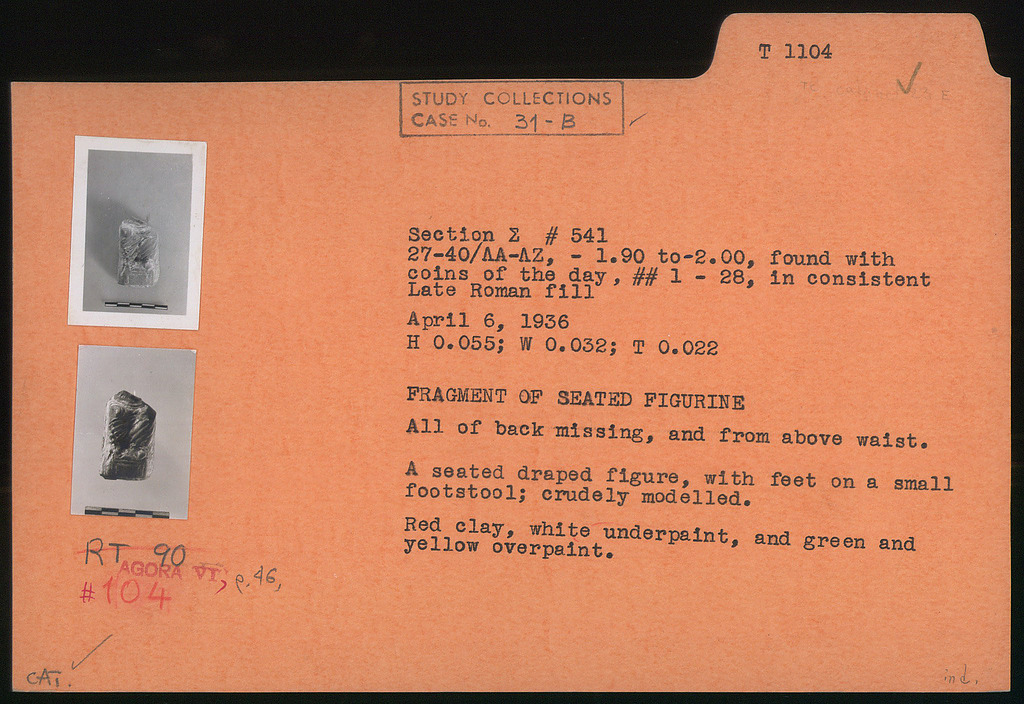 T 1104
STUDY COLLECTIONS
CASE No. 31-B
Section Σ # 541
27-40/ΛΑ-ΛΖ, - 1.90 to-2.00, found with
coins of the day, ## 1 - 28, in consistent
Late Roman fill
April 6, 1936
H 0.055; W 0.032; T 0.022
FRAGMENT OF SEATED FIGURINE
All of back missing, and from above waist.
A seated draped figure, with feet on a small
footstool; crudely modelled.
Red clay, white underpaint, and green and
yellow overpaint.
RT 90
AGORA VI, p.46,
#104
CAT.
ind.